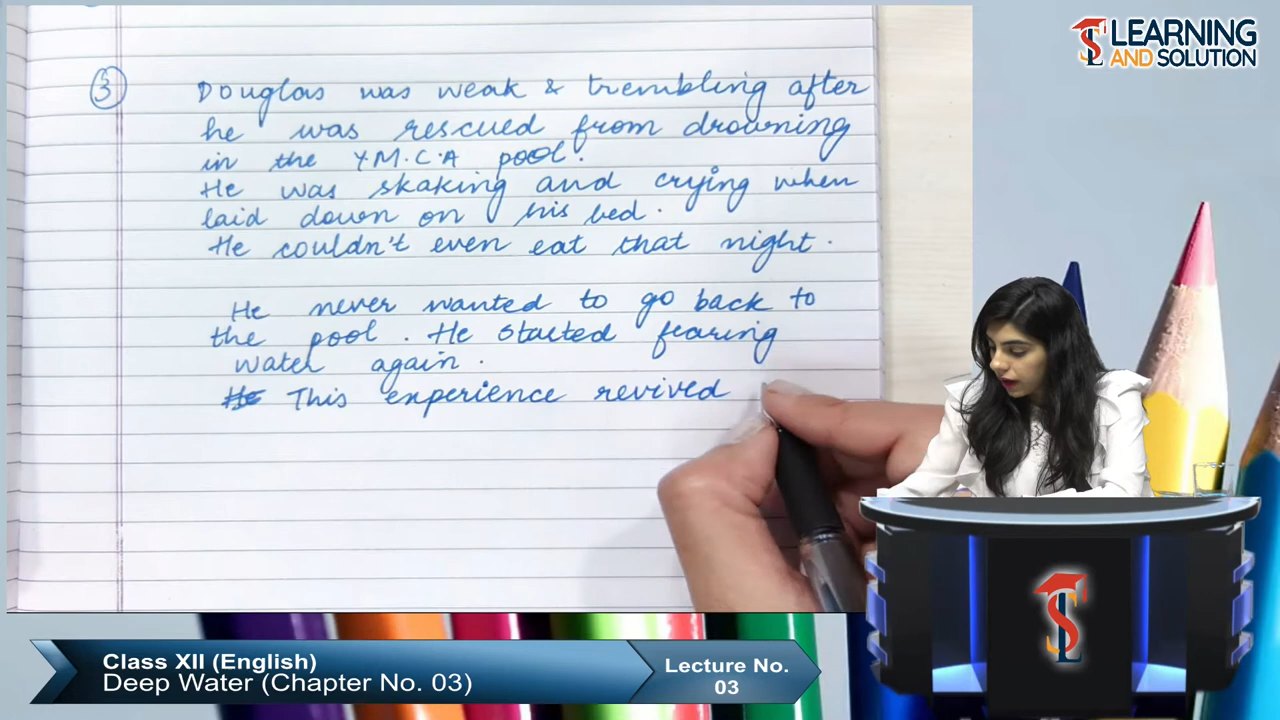 LEARNING
AND SOLUTION
3
Douglas was weak & trembling after
he was rescued from drowning
in the Y.M.C.A pool.
He was skaking and crying when
laid down on his bed.
He couldn't even eat that night.
He never wanted to go back to
the pool. He started fearing
water again.
He This experience revived
Class XII (English)
Deep Water (Chapter No. 03)
Lecture No.
03